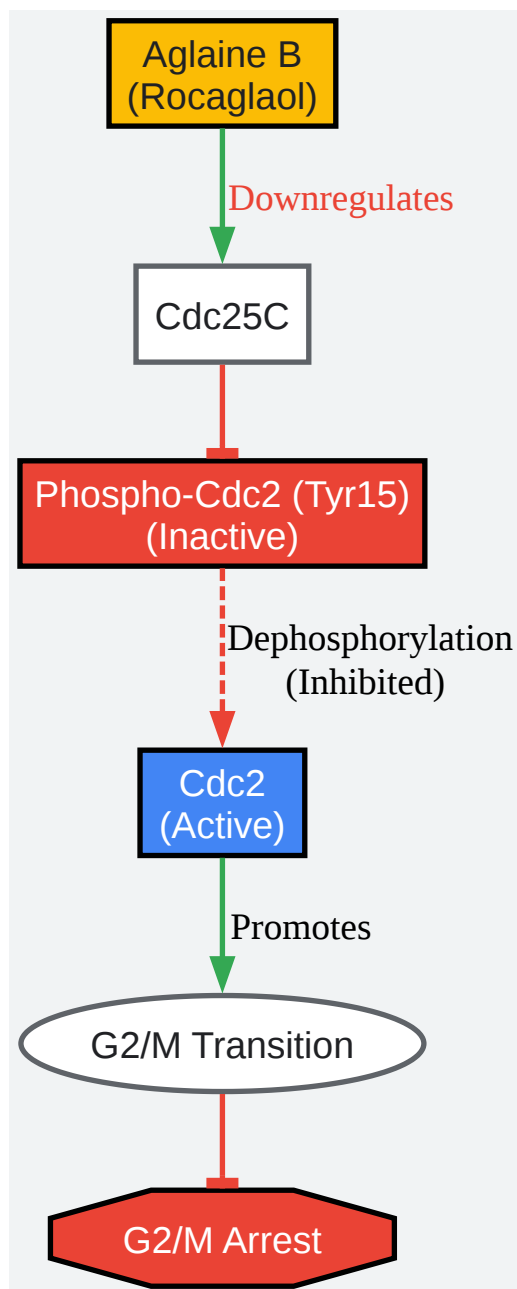 Aglaine B
(Rocaglaol)
Downregulates
Cdc25C
Phospho-Cdc2 (Tyr15)
(Inactive)
Dephosphorylation
(Inhibited)
Cdc2
(Active)
Promotes
G2/M Transition
G2/M Arrest